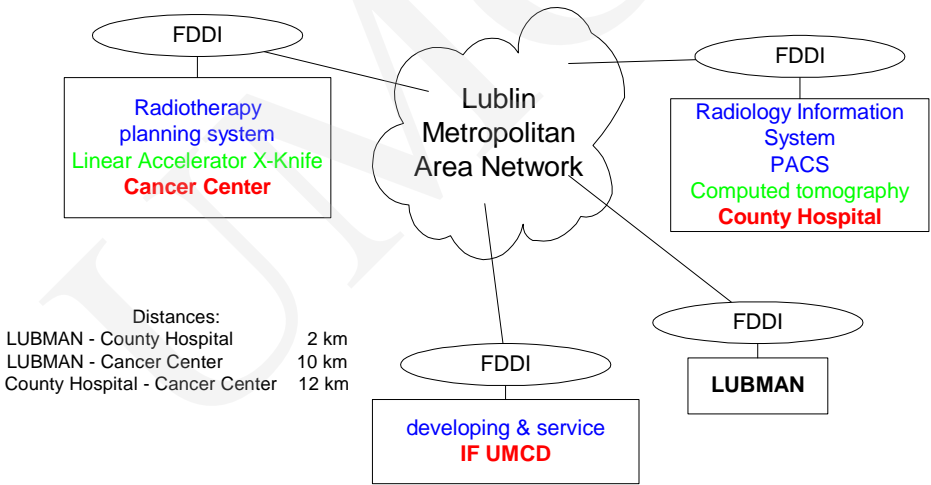 FDDI
Radiotherapy
planning system
Linear Accelerator X-Knife
Cancer Center
Lublin
Metropolitan
Area Network
FDDI
Radiology Information
System
PACS
Computed tomography
County Hospital
Distances:
LUBMAN - County Hospital 2 km
LUBMAN - Cancer Center 10 km
County Hospital - Cancer Center 12 km
FDDI
developing & service
IF UMCD
FDDI
LUBMAN